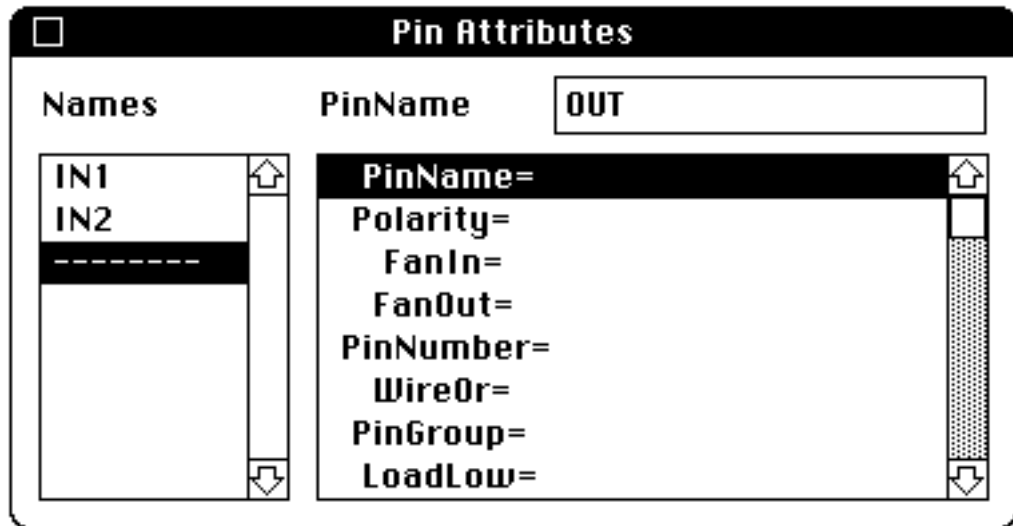 Pin Attributes
Names
PinName
OUT
IN1
IN2
--------
PinName=
Polarity=
FanIn=
FanOut=
PinNumber=
WireOr=
PinGroup=
LoadLow=